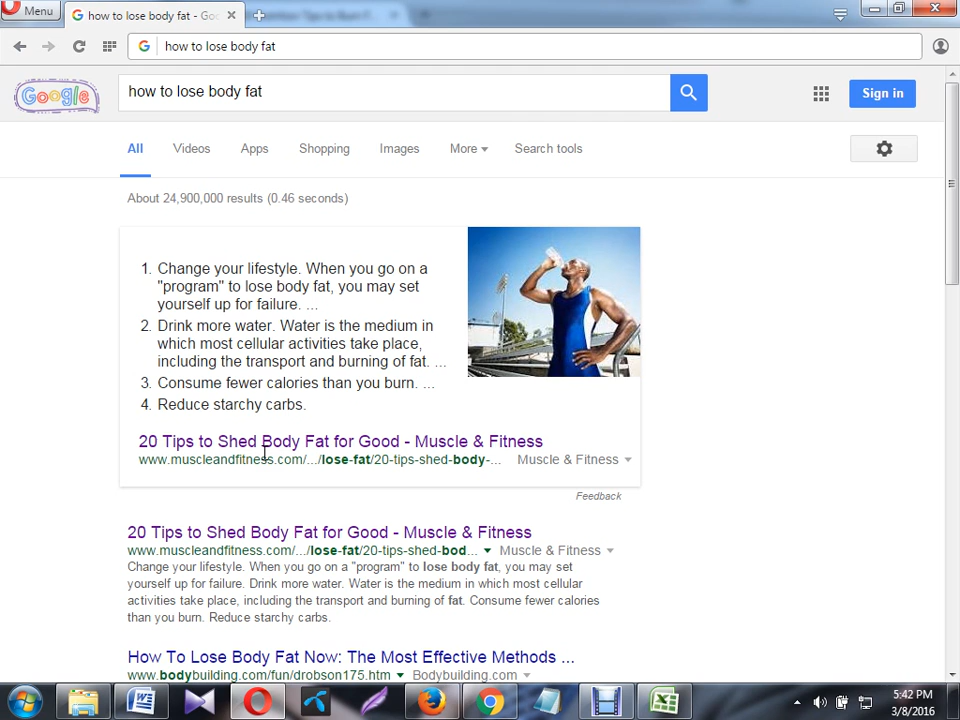 Menu
how to lose body fat - Goo
how to lose body fat
Google
how to lose body fat
Sign in
All Videos Apps Shopping Images More Search tools
About 24,900,000 results (0.46 seconds)
1. Change your lifestyle. When you go on a
"program" to lose body fat, you may set
yourself up for failure. ...
2. Drink more water. Water is the medium in
which most cellular activities take place,
including the transport and burning of fat. ...
3. Consume fewer calories than you burn. ...
4. Reduce starchy carbs.
20 Tips to Shed Body Fat for Good - Muscle & Fitness
www.muscleandfitness.com/.../lose-fat/20-tips-shed-body-... Muscle & Fitness
Feedback
20 Tips to Shed Body Fat for Good - Muscle & Fitness
www.muscleandfitness.com/.../lose-fat/20-tips-shed-bod... Muscle & Fitness
Change your lifestyle. When you go on a "program" to lose body fat, you may set
yourself up for failure. Drink more water. Water is the medium in which most cellular
activities take place, including the transport and burning of fat. Consume fewer calories
than you burn. Reduce starchy carbs.
How To Lose Body Fat Now: The Most Effective Methods ...
www.bodybuilding.com/fun/drobson175.htm Bodybuilding.com
5:42 PM
3/8/2016